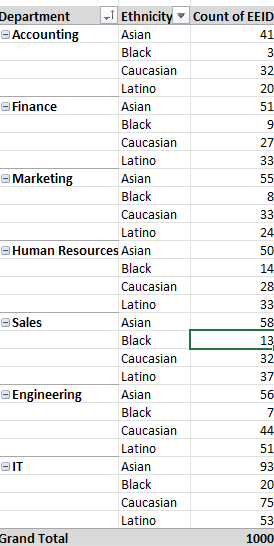 Department Ethnicity Count of EEID
Accounting Asian 41
Black 3
Caucasian 32
Latino 20
Finance Asian 51
Black 9
Caucasian 27
Latino 33
Marketing Asian 55
Black 8
Caucasian 33
Latino 24
Human Resources Asian 50
Black 14
Caucasian 28
Latino 33
Sales Asian 58
Black 13
Caucasian 32
Latino 37
Engineering Asian 56
Black 7
Caucasian 44
Latino 51
IT Asian 93
Black 20
Caucasian 75
Latino 53
Grand Total 1000